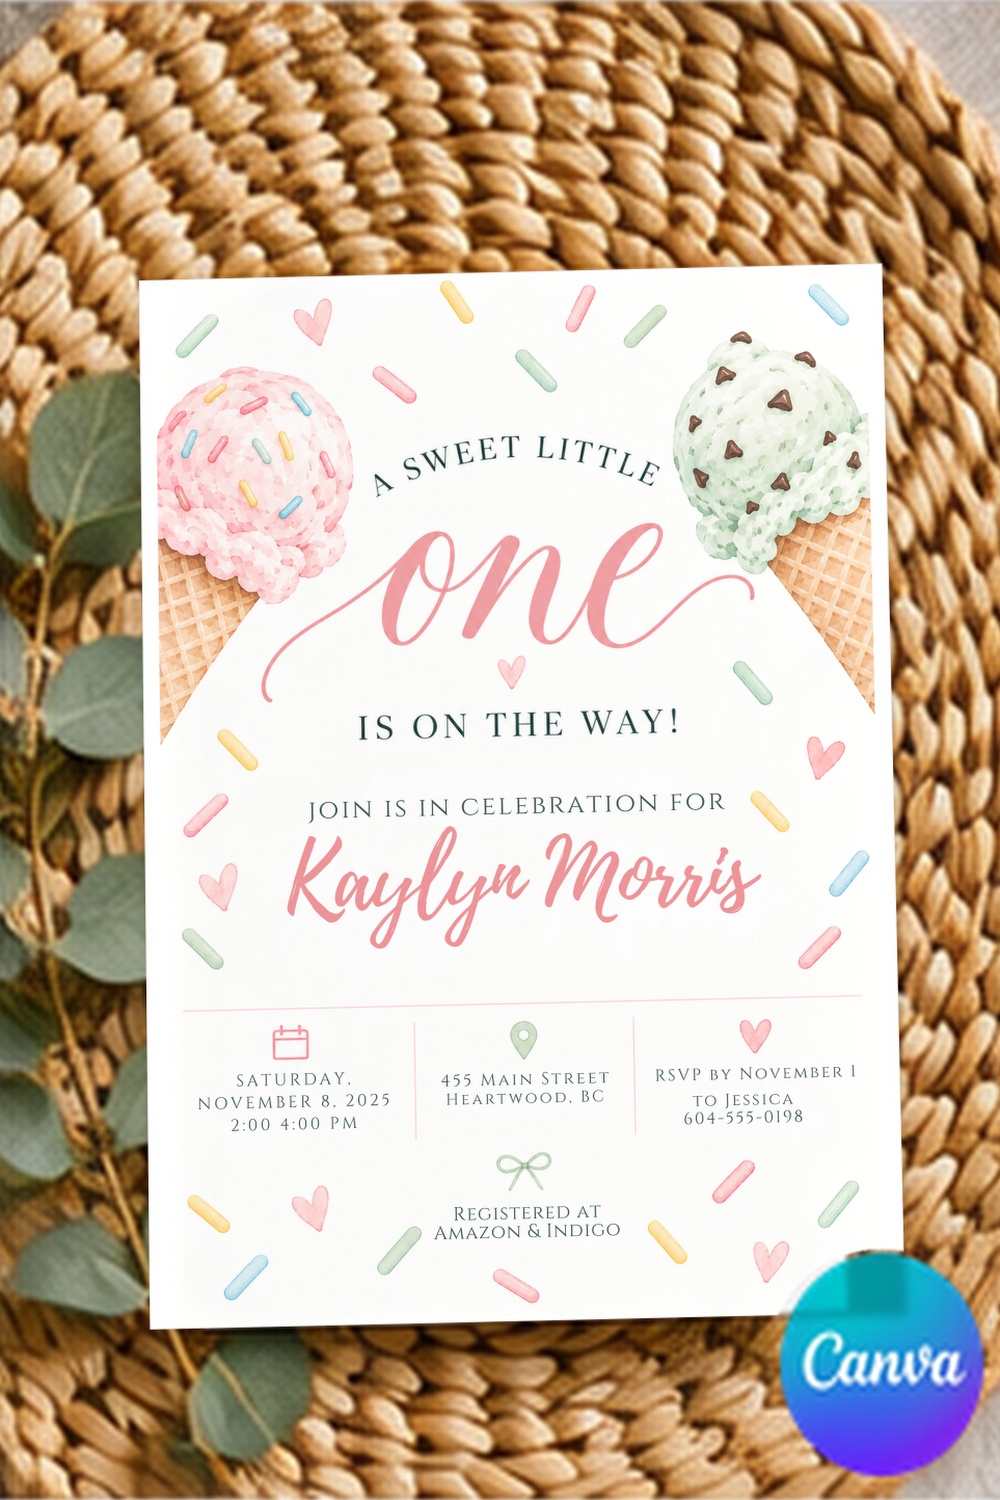 A SWEET LITTLE
one
IS ON THE WAY!
JOIN IS IN CELEBRATION FOR
Kaylyn Morris
SATURDAY,
NOVEMBER 8, 2025
2:00 4:00 PM
455 MAIN STREET
HEARTWOOD, BC
RSVP BY NOVEMBER 1
TO JESSICA
604-555-0198
REGISTERED AT
AMAZON & INDIGO
Canva